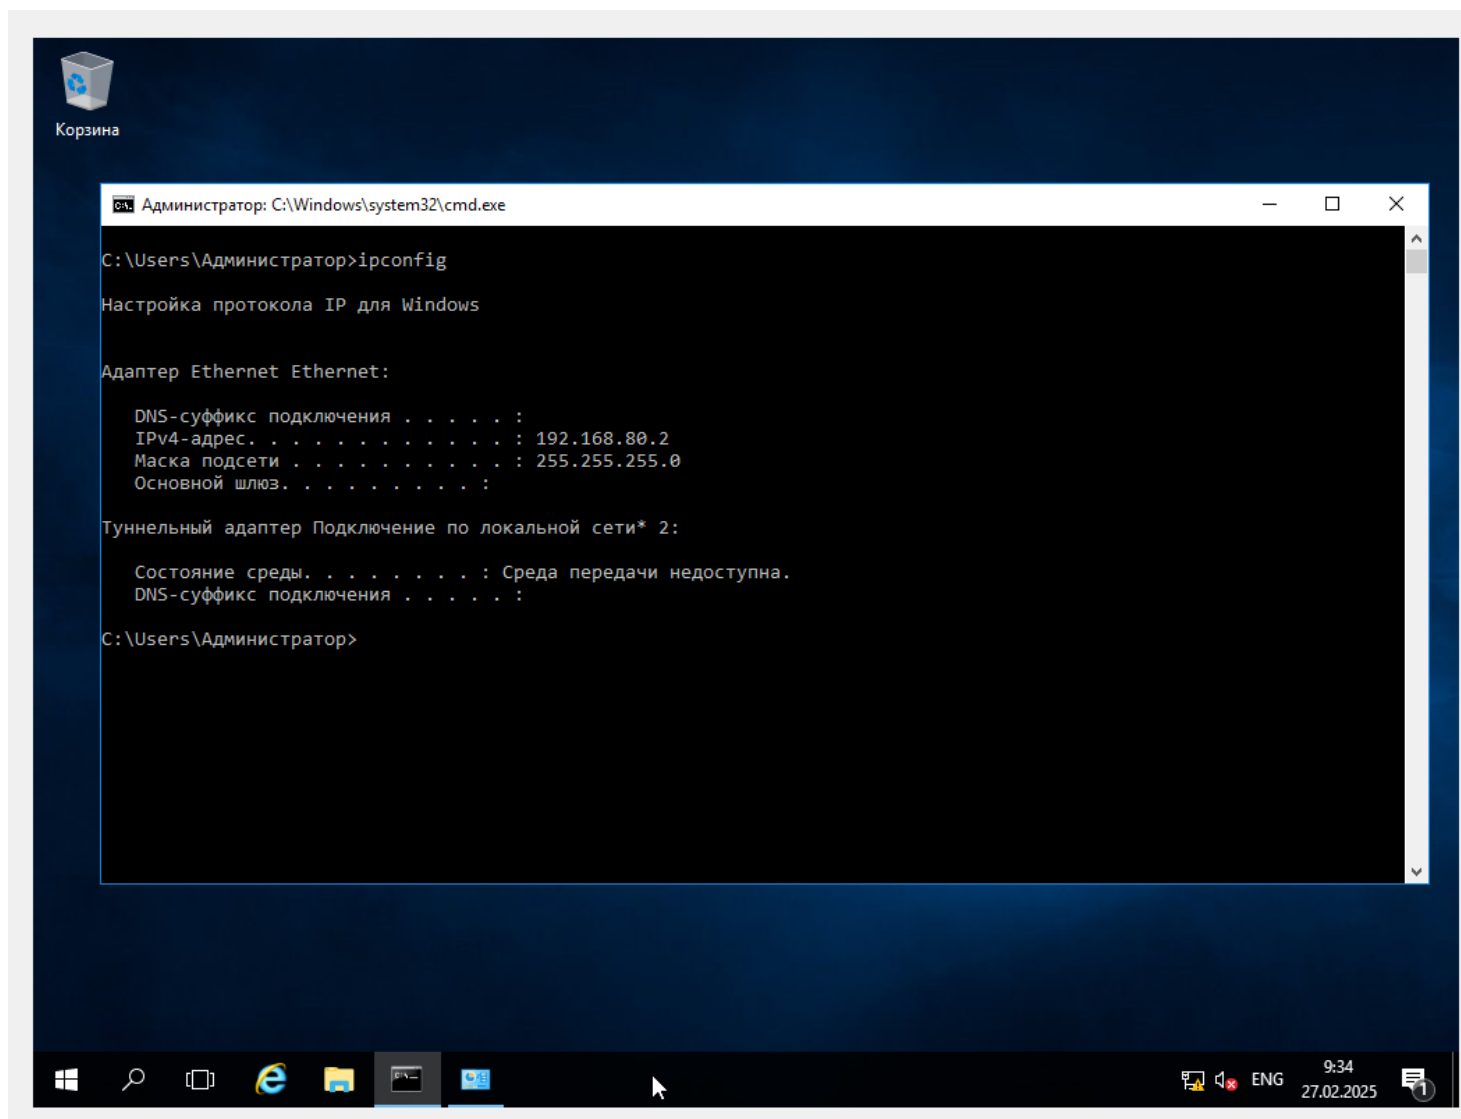 Корзина
Администратор: C:\Windows\system32\cmd.exe
C:\Users\Администратор>ipconfig
Настройка протокола IP для Windows
Адаптер Ethernet Ethernet:
DNS-суффикс подключения . . . . . :
IPv4-адрес. . . . . . . . . . . . : 192.168.80.2
Маска подсети . . . . . . . . . . : 255.255.255.0
Основной шлюз. . . . . . . . . :
Туннельный адаптер Подключение по локальной сети* 2:
Состояние среды. . . . . . . . : Среда передачи недоступна.
DNS-суффикс подключения . . . . . :
C:\Users\Администратор>
ENG
9:34
27.02.2025
1